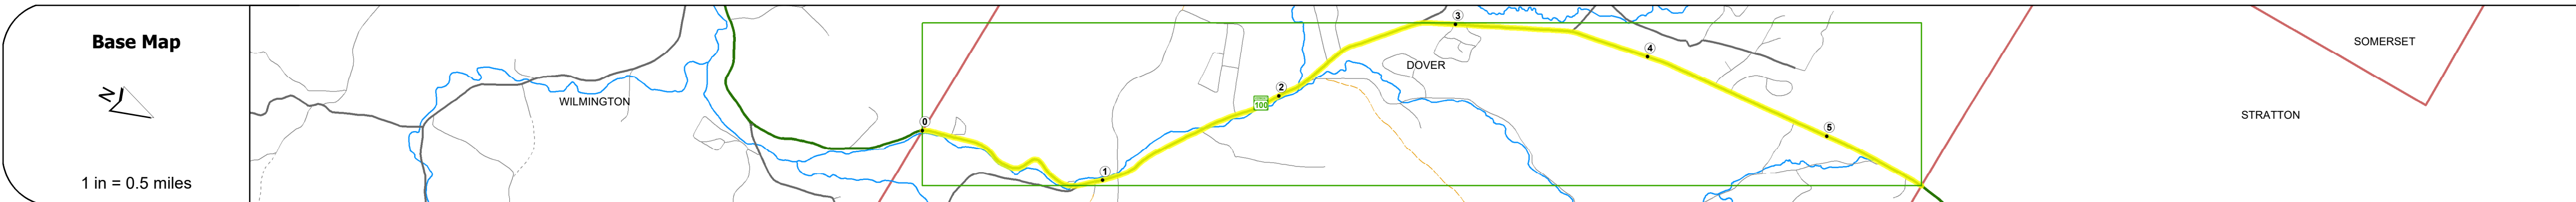 Base Map
N
1 in = 0.5 miles
WILMINGTON
0
1
100
2
DOVER
3
4
5
SOMERSET
STRATTON